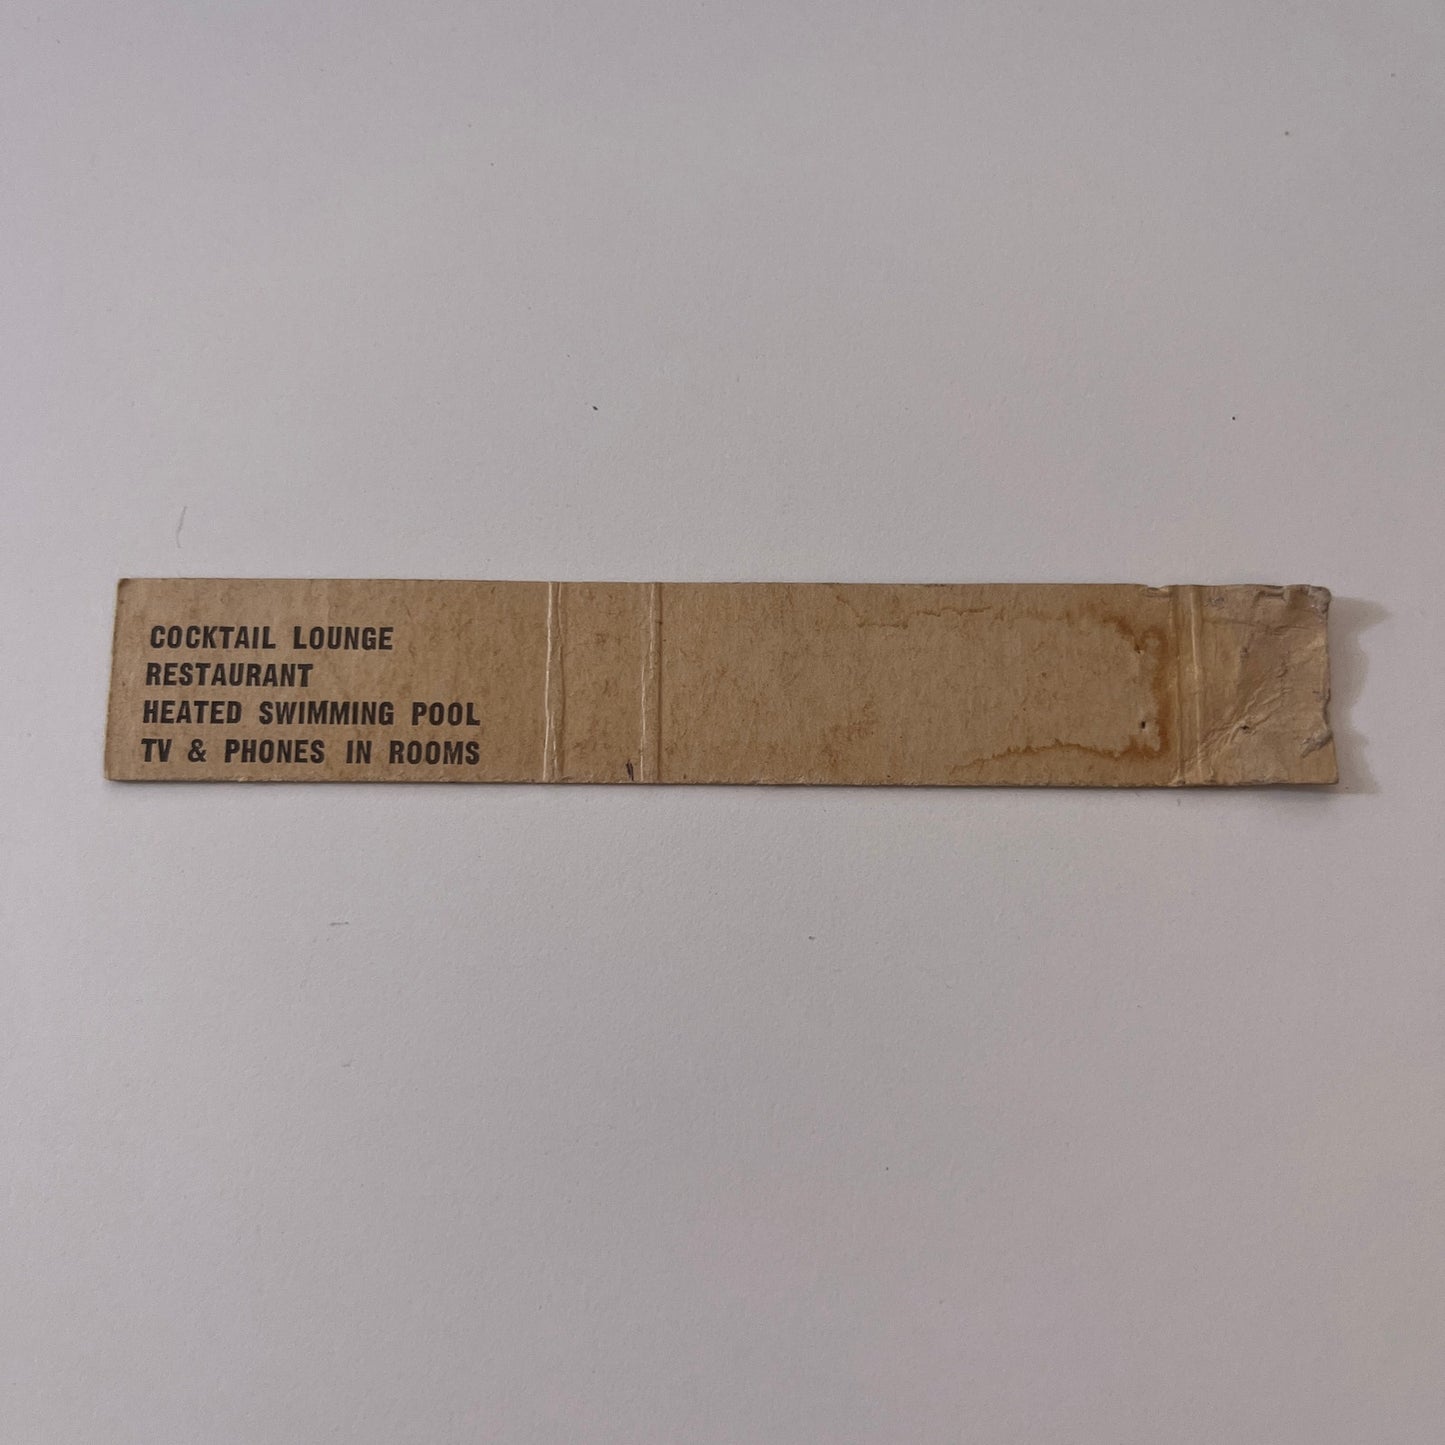 COCKTAIL LOUNGE
RESTAURANT
HEATED SWIMMING POOL
TV & PHONES IN ROOMS